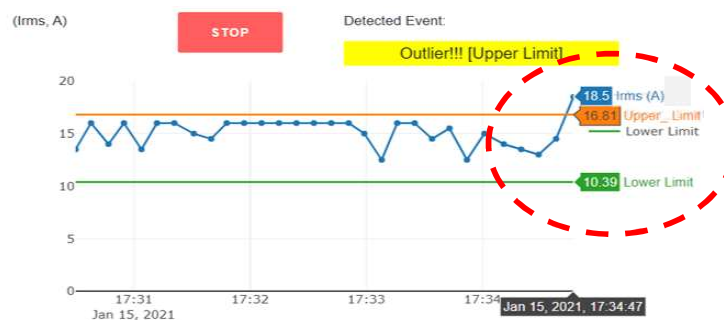 (Irms, A)
STOP
Detected Event:
Outlier!!! [Upper Limit]
20
15
10
5
0
18.5 Irms (A)
16.81 Upper_ Limit
Lower Limit
10.39 Lower Limit
17:31
17:32
17:33
17:34
Jan 15, 2021
Jan 15, 2021, 17:34:47